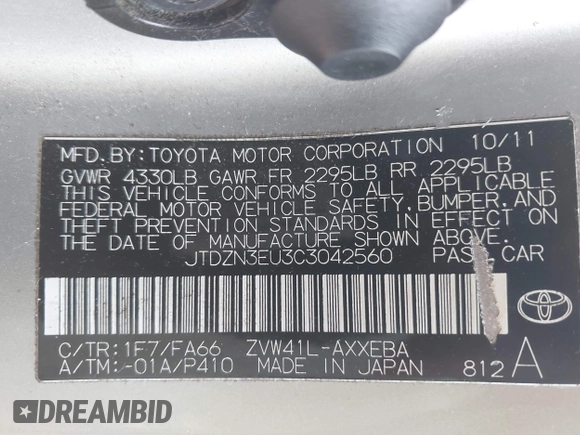 MFD. BY: TOYOTA MOTOR CORPORATION 10/11
GVWR 4330LB GAWR FR 2295LB RR 2295LB
THIS VEHICLE CONFORMS TO ALL APPLICABLE
FEDERAL MOTOR VEHICLE SAFETY, BUMPER, AND
THEFT PREVENTION STANDARDS IN EFFECT ON
THE DATE OF MANUFACTURE SHOWN ABOVE.
JTDZN3EU3C3042560 PASS. CAR
C/TR: 1F7/FA66 ZVW41L-AXXEBA
A/TM: -01A/P410 MADE IN JAPAN 812 A
DREAMBID